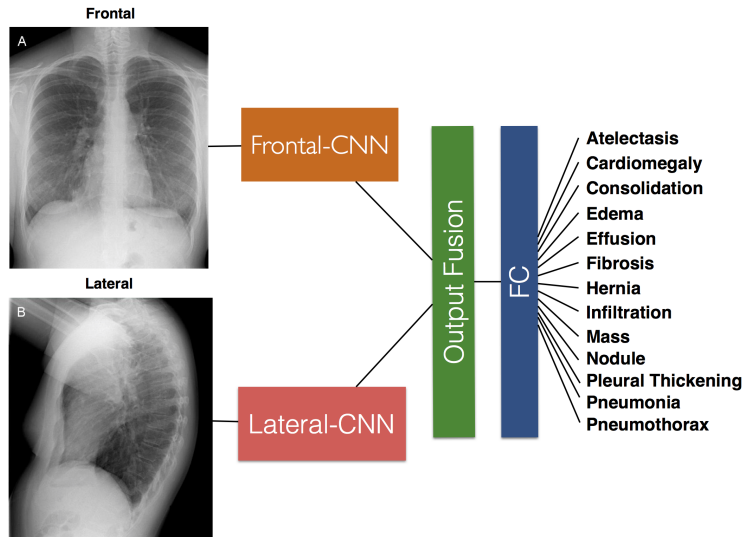 Frontal
A
Frontal-CNN
Lateral
B
Lateral-CNN
Output Fusion
FC
Atelectasis
Cardiomegaly
Consolidation
Edema
Effusion
Fibrosis
Hernia
Infiltration
Mass
Nodule
Pleural Thickening
Pneumonia
Pneumothorax